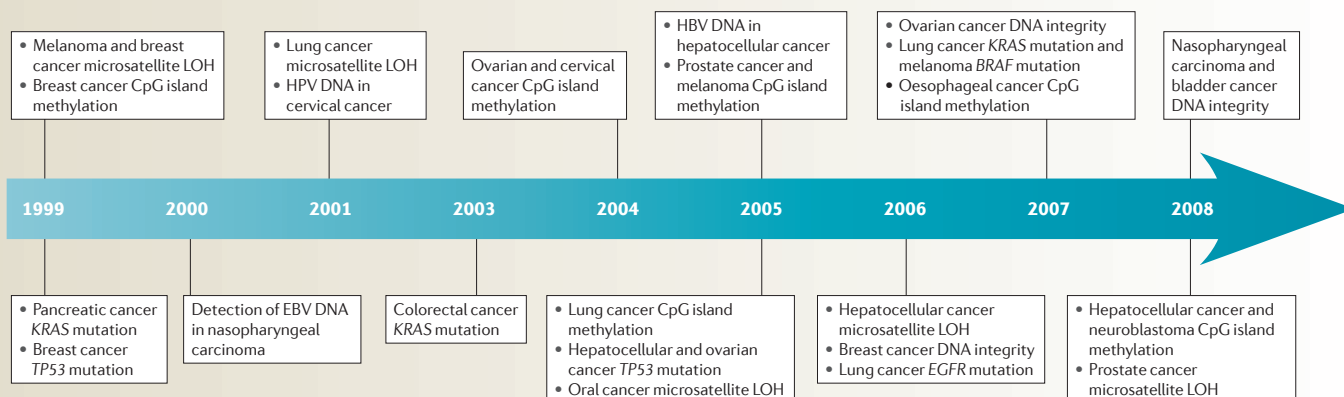 • Melanoma and breast
cancer microsatellite LOH
• Breast cancer CpG island
methylation
• Lung cancer
microsatellite LOH
• HPV DNA in
cervical cancer
Ovarian and cervical
cancer CpG island
methylation
• HBV DNA in
hepatocellular cancer
• Prostate cancer and
melanoma CpG island
methylation
• Ovarian cancer DNA integrity
• Lung cancer KRAS mutation and
melanoma BRAF mutation
• Oesophageal cancer CpG
island methylation
Nasopharyngeal
carcinoma and
bladder cancer
DNA integrity
1999 2000 2001 2003 2004 2005 2006 2007 2008
• Pancreatic cancer
KRAS mutation
• Breast cancer
TP53 mutation
Detection of EBV DNA
in nasopharyngeal
carcinoma
Colorectal cancer
KRAS mutation
• Lung cancer CpG island
methylation
• Hepatocellular and ovarian
cancer TP53 mutation
• Oral cancer microsatellite LOH
• Hepatocellular cancer
microsatellite LOH
• Breast cancer DNA integrity
• Lung cancer EGFR mutation
• Hepatocellular cancer and
neuroblastoma CpG island
methylation
• Prostate cancer
microsatellite LOH